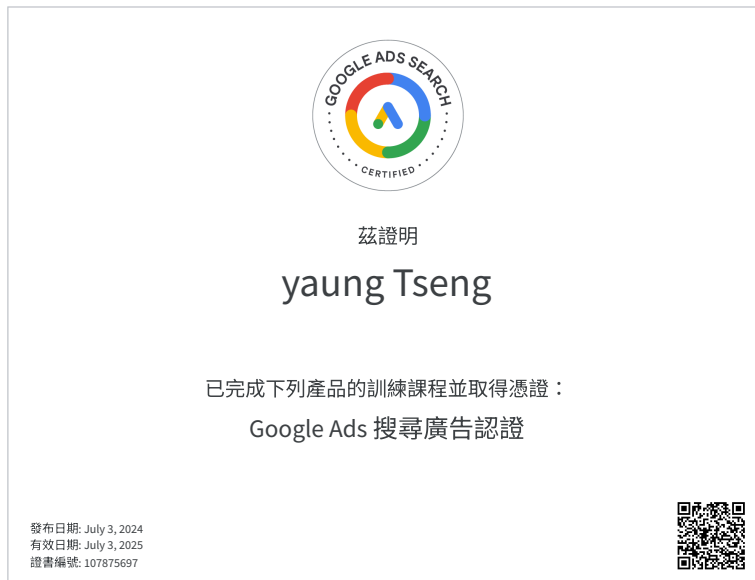 GOOGLE ADS SEARCH
CERTIFIED
茲證明
yaung Tseng
已完成下列產品的訓練課程並取得憑證：
Google Ads 搜尋廣告認證
發布日期: July 3, 2024
有效日期: July 3, 2025
證書編號: 107875697